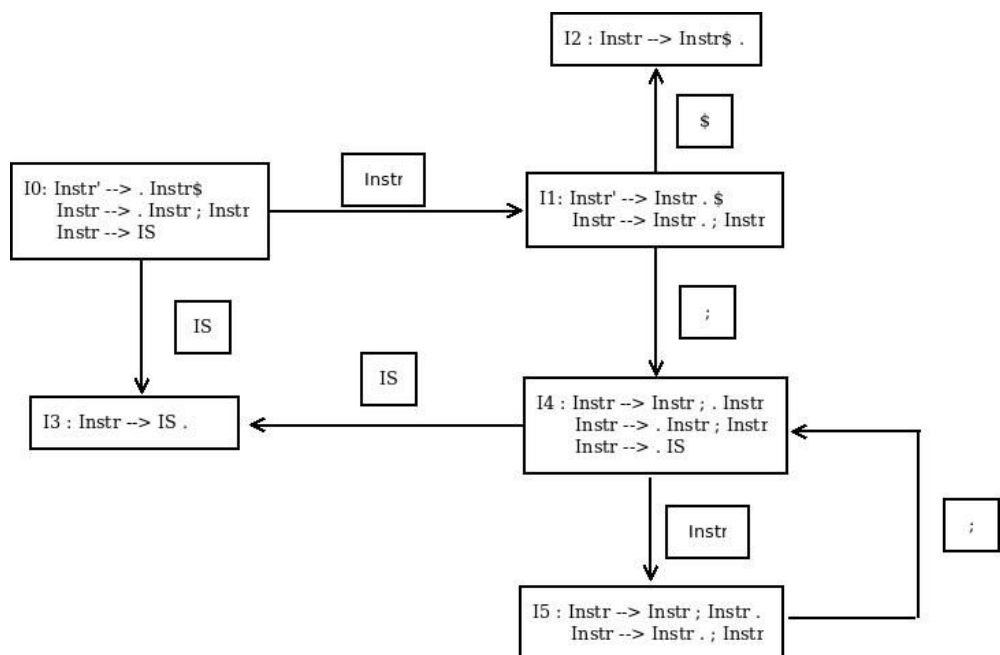 I2 : Instr --> Instr$ .
$
Instr
I0: Instr' --> . Instr$
Instr --> . Instr ; Instr
Instr --> IS
I1: Instr' --> Instr . $
Instr --> Instr . ; Instr
IS
;
IS
I3 : Instr --> IS .
I4 : Instr --> Instr ; . Instr
Instr --> . Instr ; Instr
Instr --> . IS
Instr
;
I5 : Instr --> Instr ; Instr .
Instr --> Instr . ; Instr